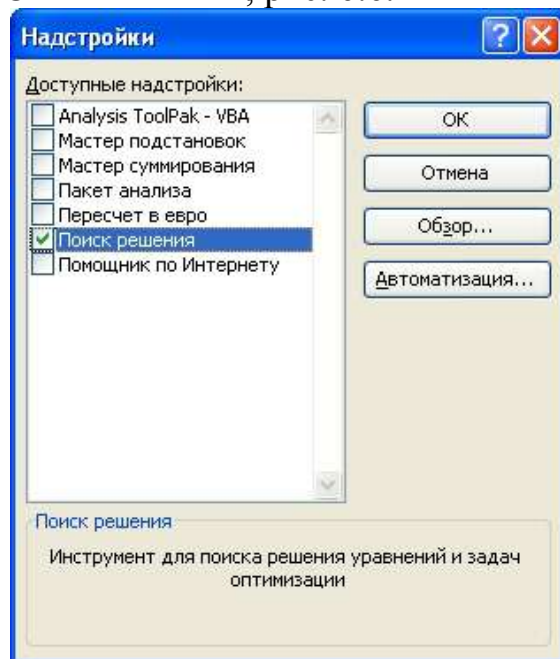 Надстройки
Доступные надстройки:
Analysis ToolPak - VBA
Мастер подстановок
Мастер суммирования
Пакет анализа
Пересчет в евро
Поиск решения
Помощник по Интернету
ОК
Отмена
Обзор...
Автоматизация...
Поиск решения
Инструмент для поиска решения уравнений и задач
оптимизации